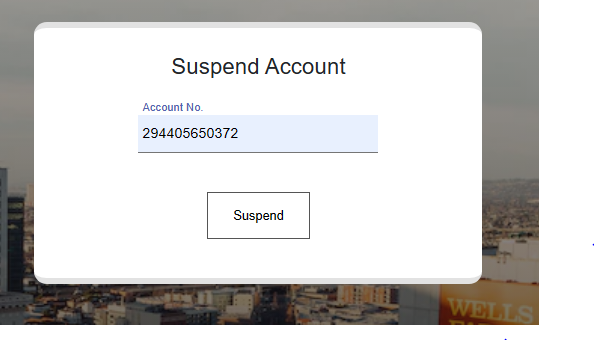 Suspend Account
Account No.
294405650372
Suspend
WELLS